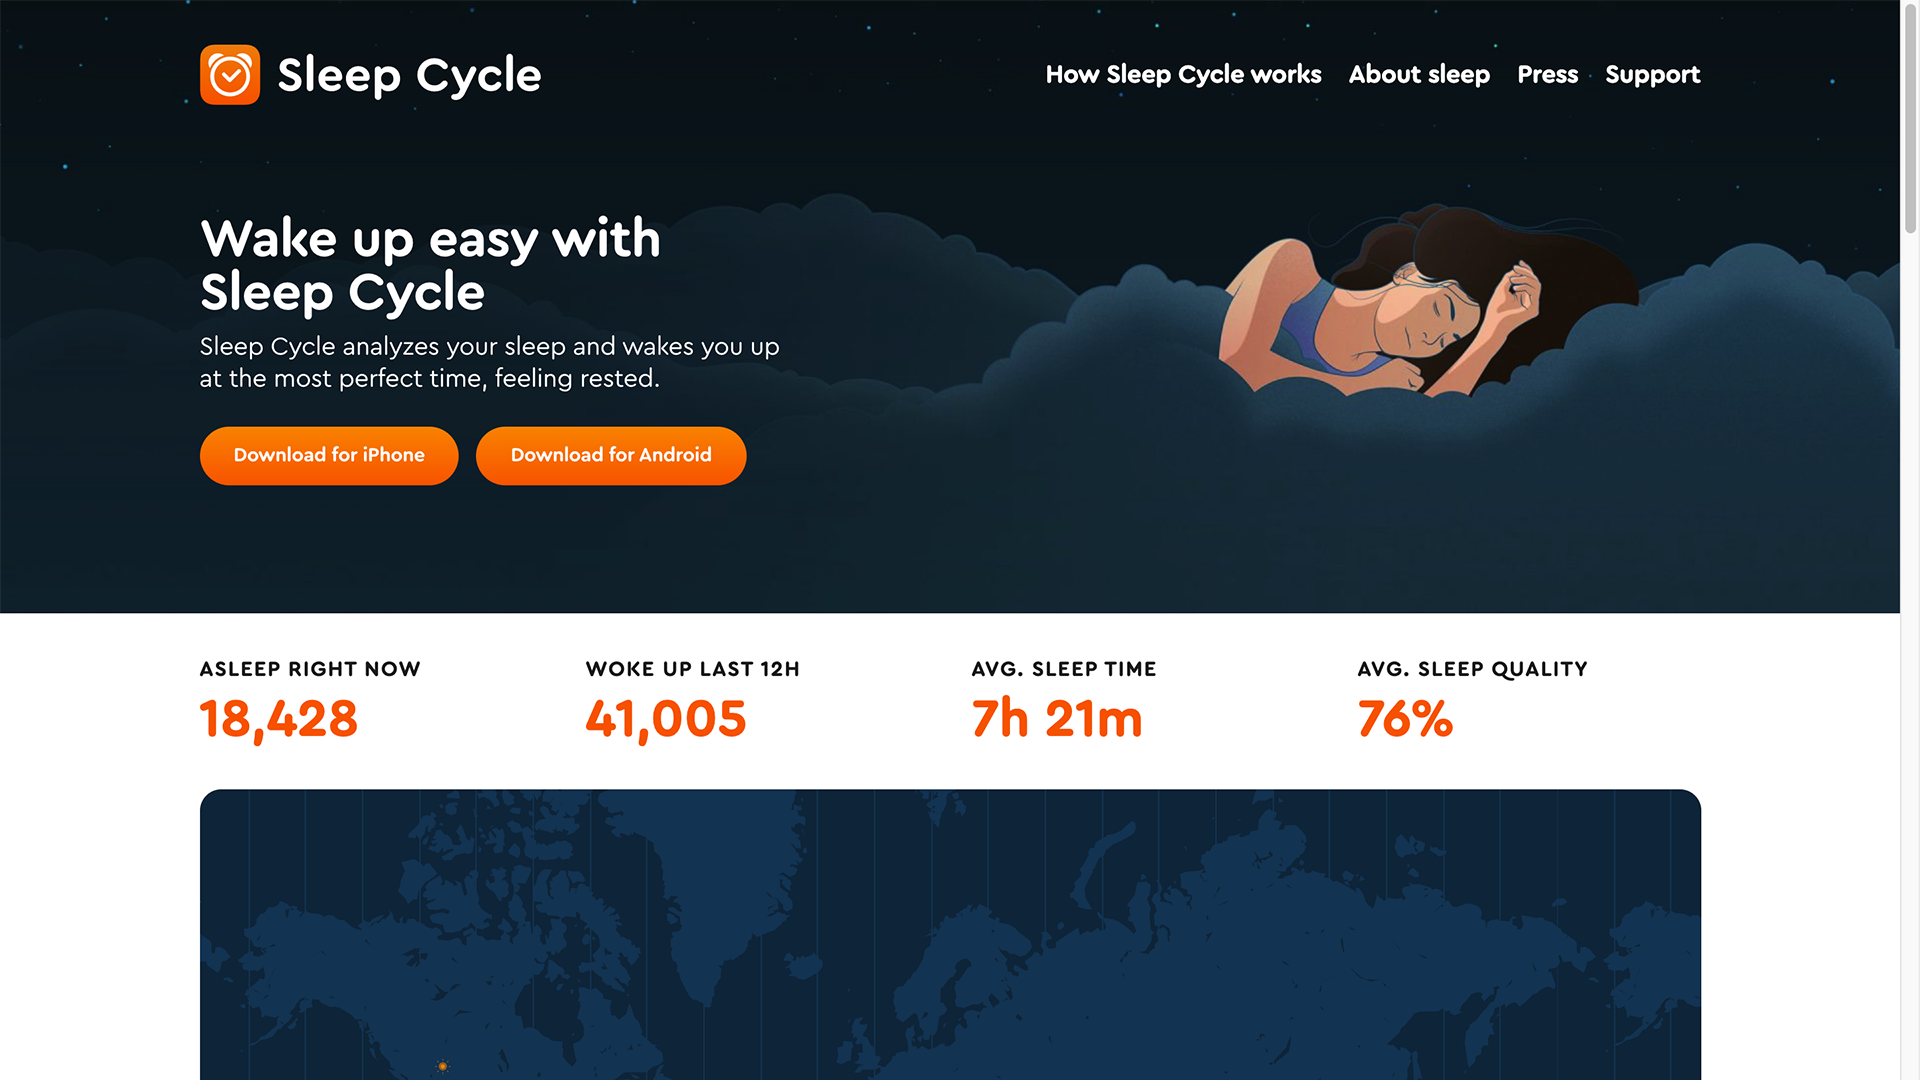 Sleep Cycle
How Sleep Cycle works
About sleep
Press
Support
Wake up easy with
Sleep Cycle
Sleep Cycle analyzes your sleep and wakes you up
at the most perfect time, feeling rested.
Download for iPhone
Download for Android
ASLEEP RIGHT NOW
18,428
WOKE UP LAST 12H
41,005
AVG. SLEEP TIME
7h 21m
AVG. SLEEP QUALITY
76%